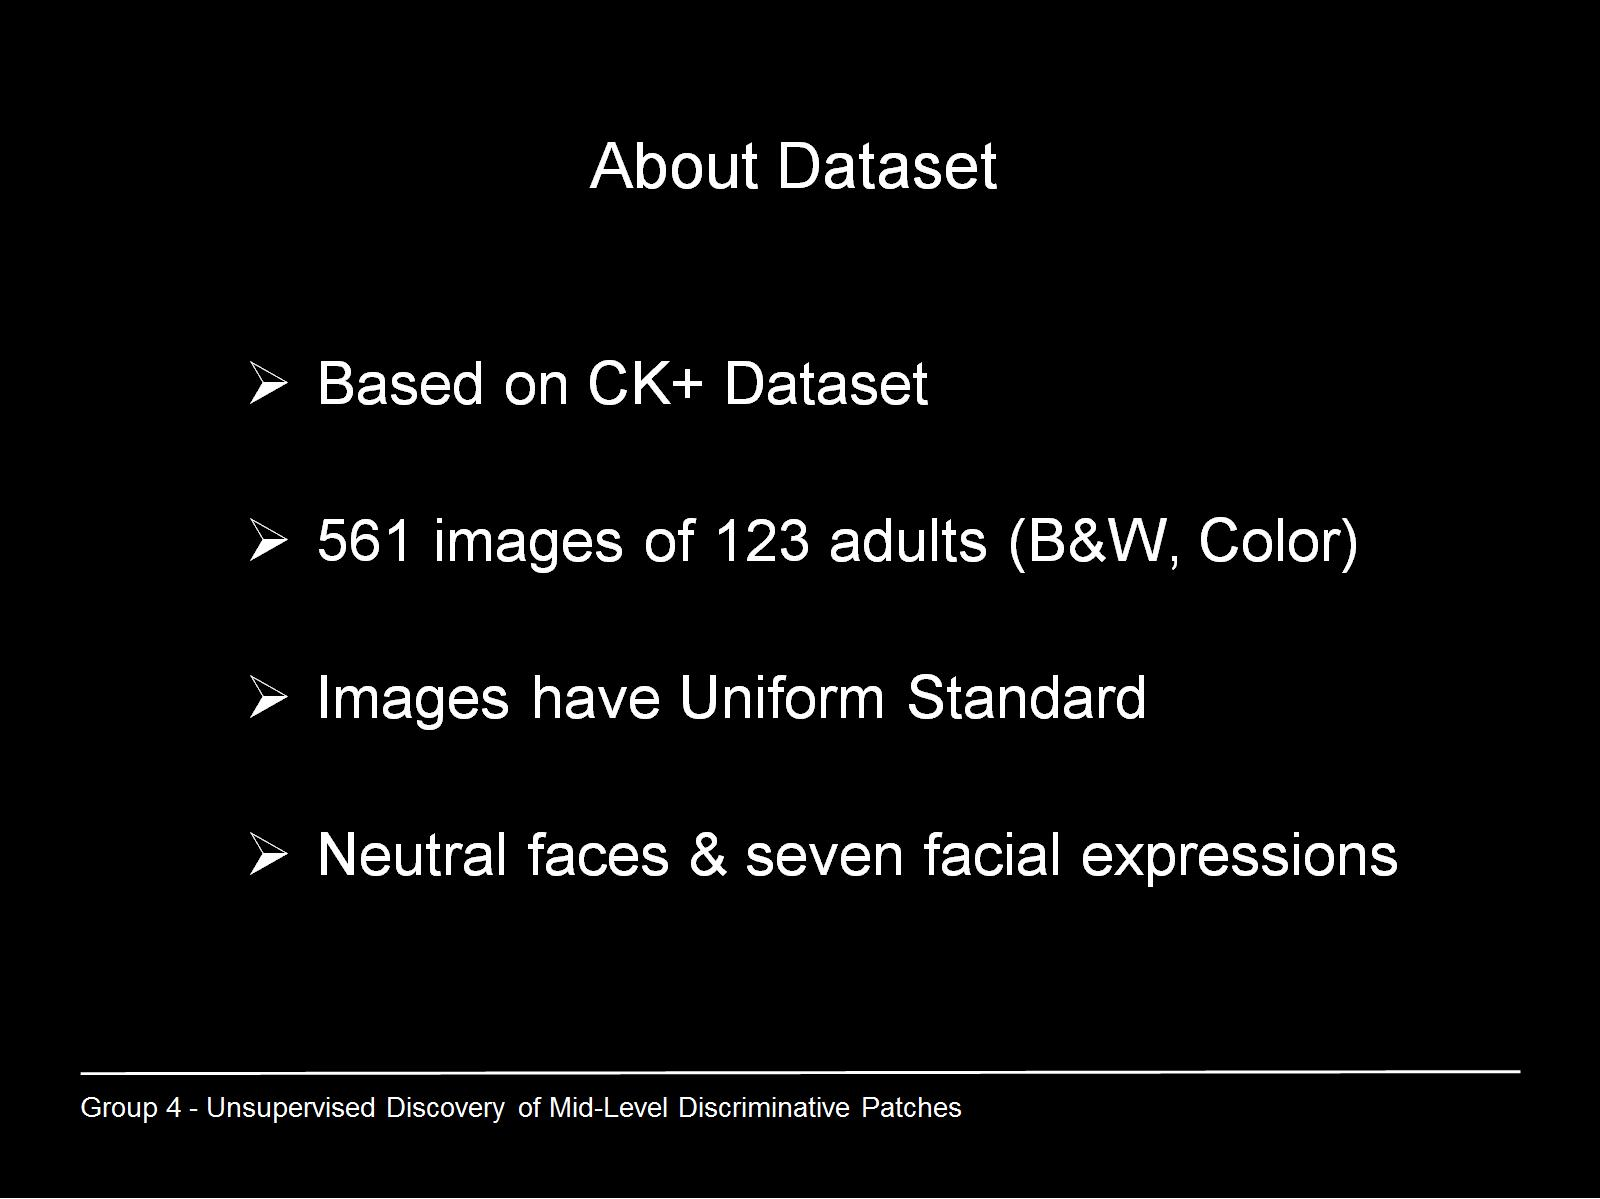 About Dataset
➢ Based on CK+ Dataset
➢ 561 images of 123 adults (B&W, Color)
➢ Images have Uniform Standard
➢ Neutral faces & seven facial expressions
Group 4 - Unsupervised Discovery of Mid-Level Discriminative Patches